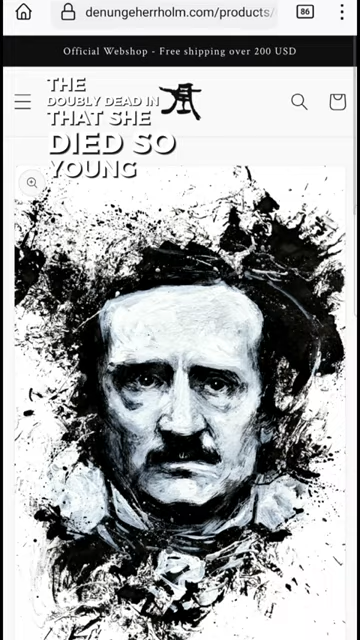 denungeherrholm.com/products/
86
Official Webshop - Free shipping over 200 USD
THE
DOUBLY DEAD IN
THAT SHE
DIED SO
YOUNG